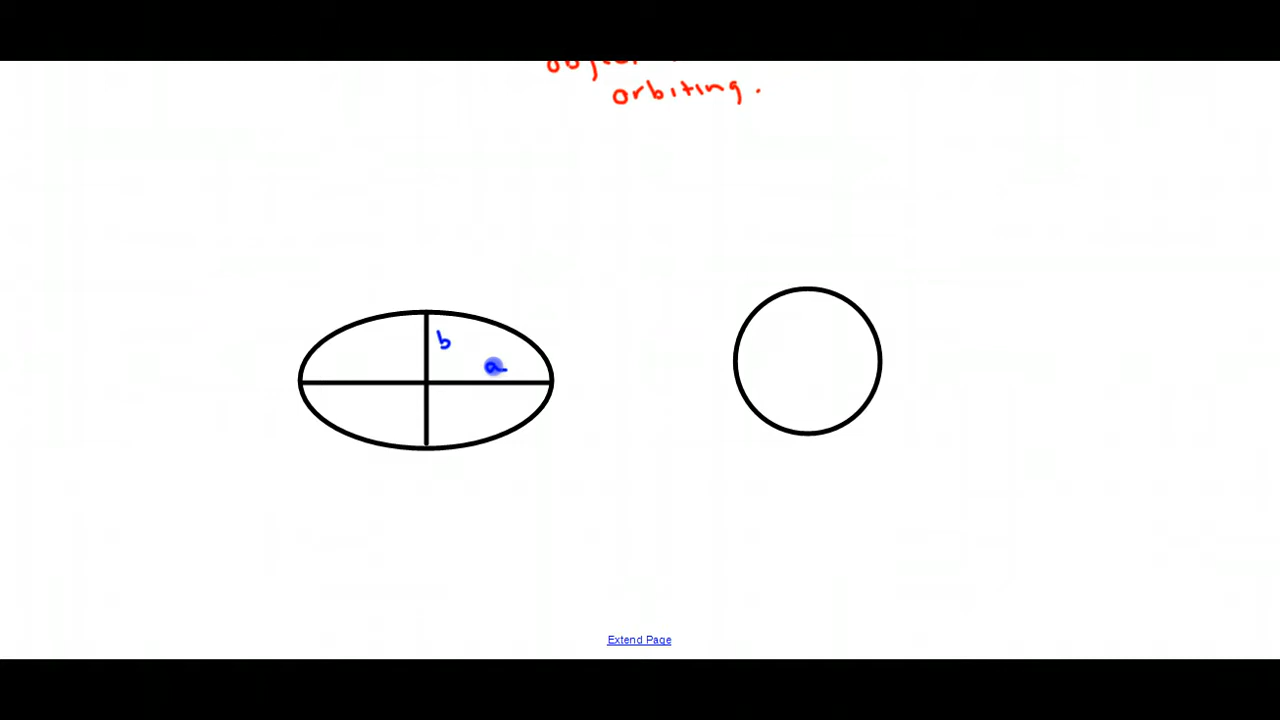 orbiting.
b
a
Extend Page